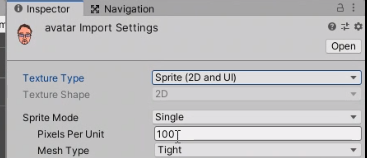 Inspector Navigation
avatar Import Settings
Open
Texture Type Sprite (2D and UI)
Texture Shape 2D
Sprite Mode Single
Pixels Per Unit 100
Mesh Type Tight